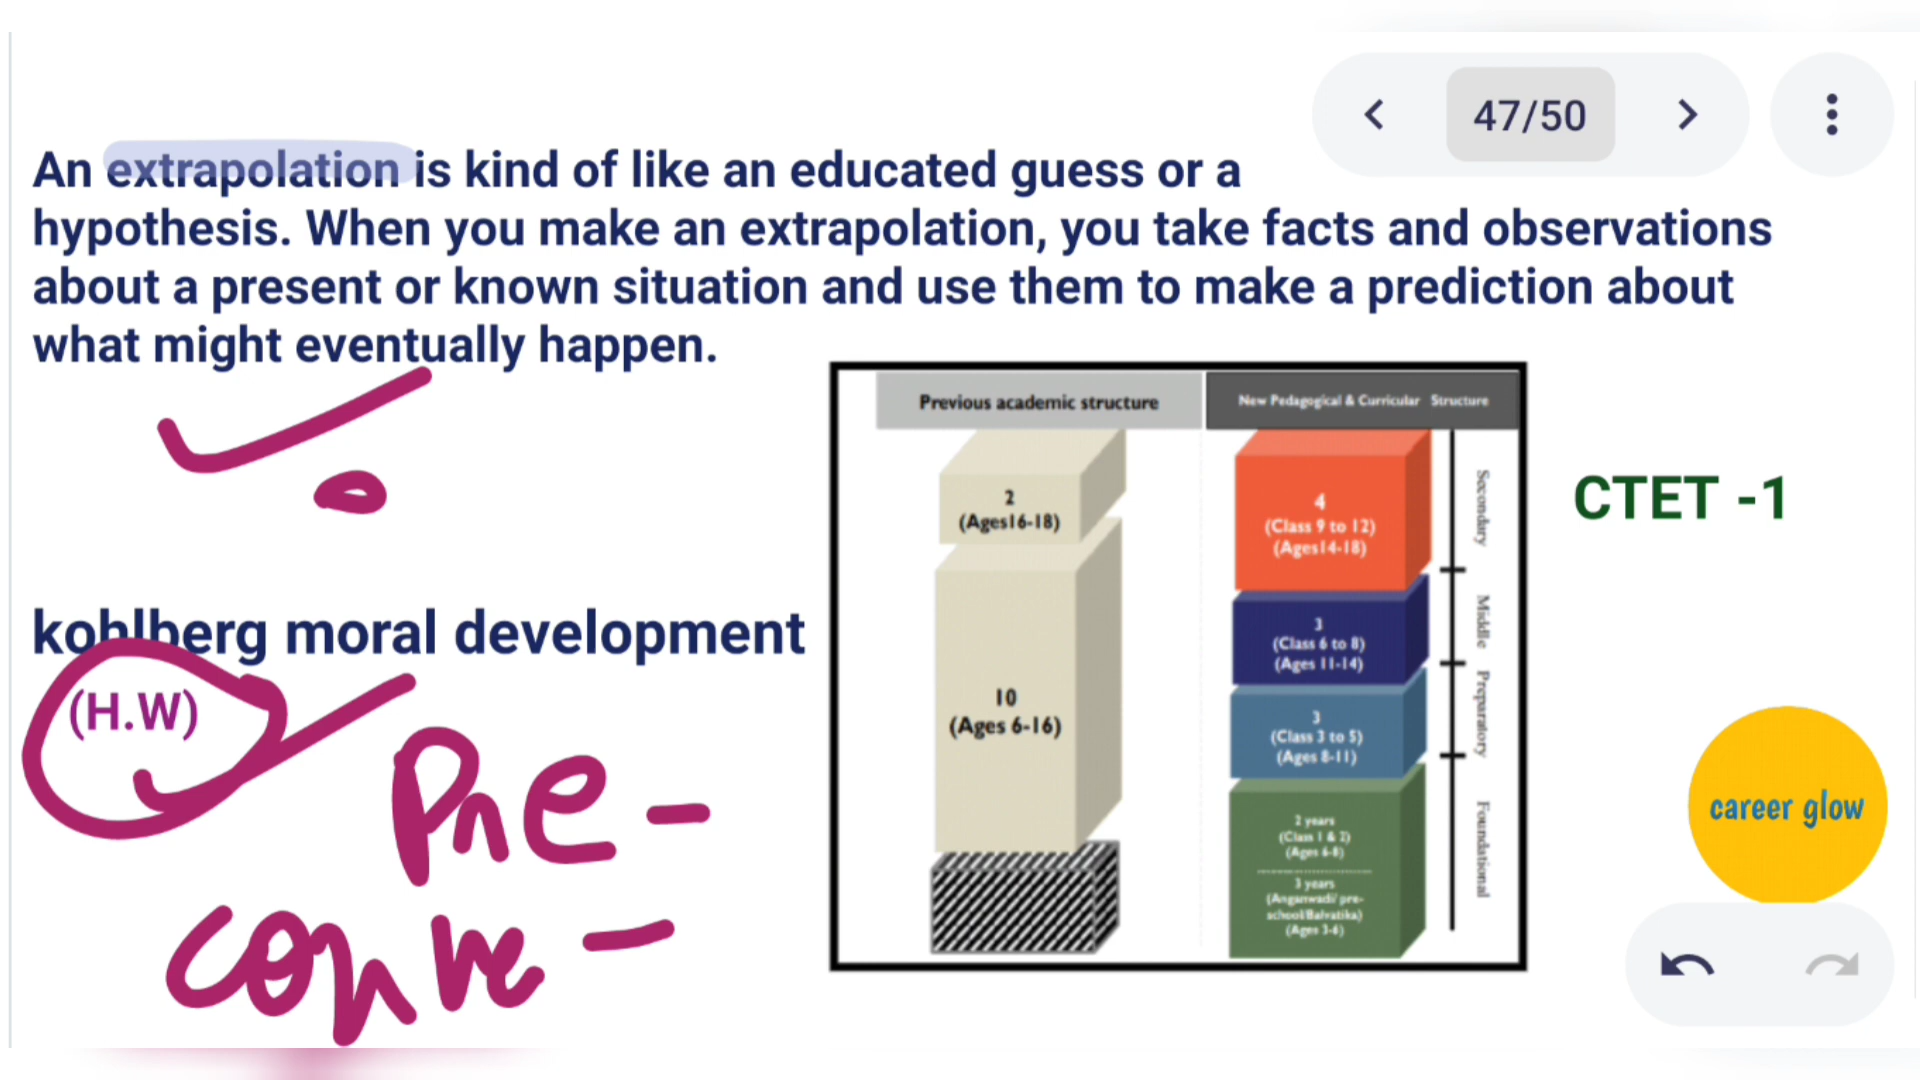 47/50
An extrapolation is kind of like an educated guess or a
hypothesis. When you make an extrapolation, you take facts and observations
about a present or known situation and use them to make a prediction about
what might eventually happen.
Previous academic structure
New Pedagogical & Curricular Structure
2
(Ages16-18)
10
(Ages 6-16)
4
(Class 9 to 12)
(Ages14-18)
Secondary
3
(Class 6 to 8)
(Ages 11-14)
Middle
3
(Class 3 to 5)
(Ages 8-11)
Preparatory
2 years
(Class 1 & 2)
(Ages 6-8)
3 years
(Anganwadi/ pre-
school/Balvatika)
(Ages 3-6)
Foundational
CTET -1
kohlberg moral development
(H.W)
Pre -
conve -
career glow